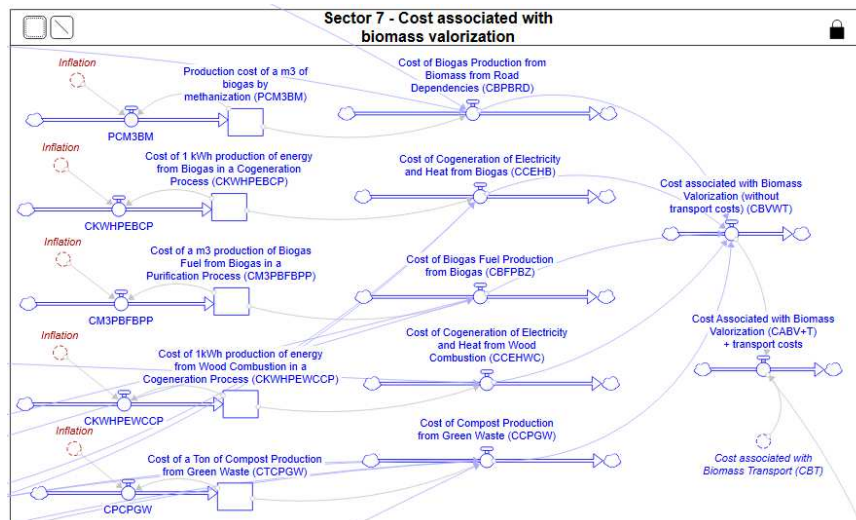 Sector 7 - Cost associated with
biomass valorization
Inflation
Production cost of a m3 of
biogas by
methanization (PCM3BM)
PCM3BM
Cost of Biogas Production from
Biomass from Road
Dependencies (CBPBRD)
Inflation
Cost of 1 kWh production of energy
from Biogas in a Cogeneration
Process (CKWHPEBCP)
CKWHPEBCP
Cost of Cogeneration of Electricity
and Heat from Biogas (CCEHB)
Cost associated with Biomass
Valorization (without
transport costs) (CBVWT)
Inflation
Cost of a m3 production of Biogas
Fuel from Biogas in a
Purification Process (CM3PBFBPP)
CM3PBFBPP
Cost of Biogas Fuel Production
from Biogas (CBFPBZ)
Inflation
Cost of 1kWh production of energy
from Wood Combustion in a
Cogeneration Process (CKWHPEWCCP)
CKWHPEWCCP
Cost of Cogeneration of Electricity
and Heat from Wood
Combustion (CCEHWC)
Cost Associated with Biomass
Valorization (CABV+T)
+ transport costs
Inflation
Cost of a Ton of Compost Production
from Green Waste (CTCPGW)
CPCPGW
Cost of Compost Production
from Green Waste (CCPGW)
Cost associated with
Biomass Transport (CBT)